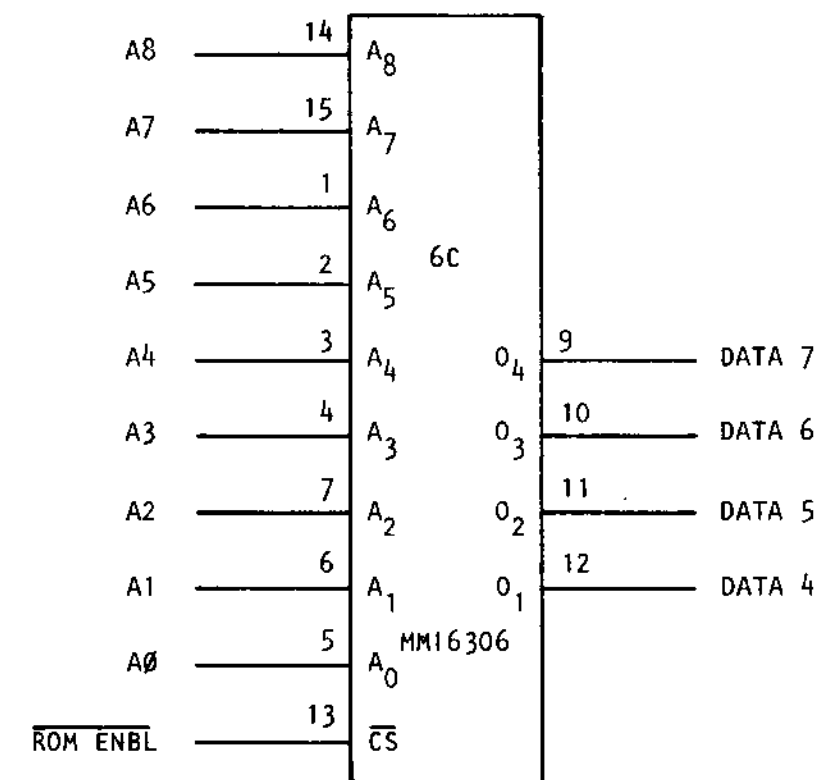 A8 14 A8
A7 15 A7
A6 1 A6
6C
A5 2 A5
A4 3 A4 O4 9 DATA 7
A3 4 A3 O3 10 DATA 6
A2 7 A2 O2 11 DATA 5
A1 6 A1 O1 12 DATA 4
MMI6306
AØ 5 A0
ROM ENBL 13 CS